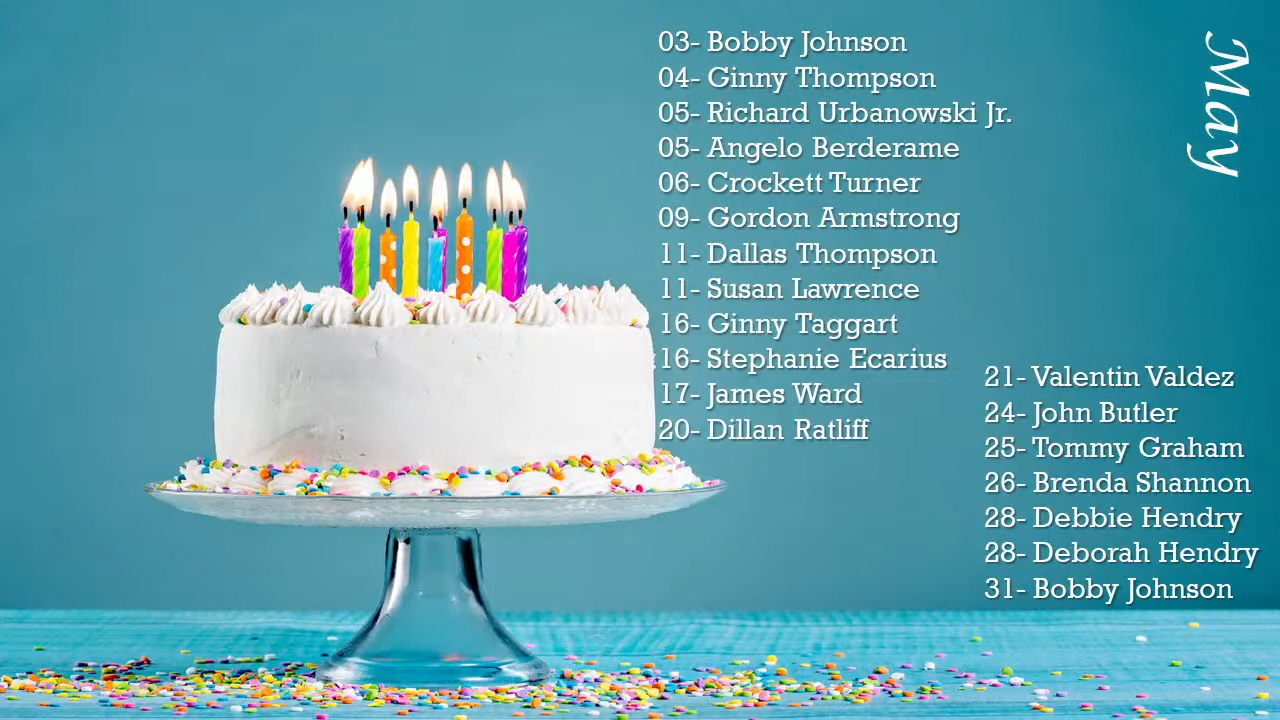 May
03- Bobby Johnson
04- Ginny Thompson
05- Richard Urbanowski Jr.
05- Angelo Berderame
06- Crockett Turner
09- Gordon Armstrong
11- Dallas Thompson
11- Susan Lawrence
16- Ginny Taggart
16- Stephanie Ecarius
17- James Ward
20- Dillan Ratliff
21- Valentin Valdez
24- John Butler
25- Tommy Graham
26- Brenda Shannon
28- Debbie Hendry
28- Deborah Hendry
31- Bobby Johnson